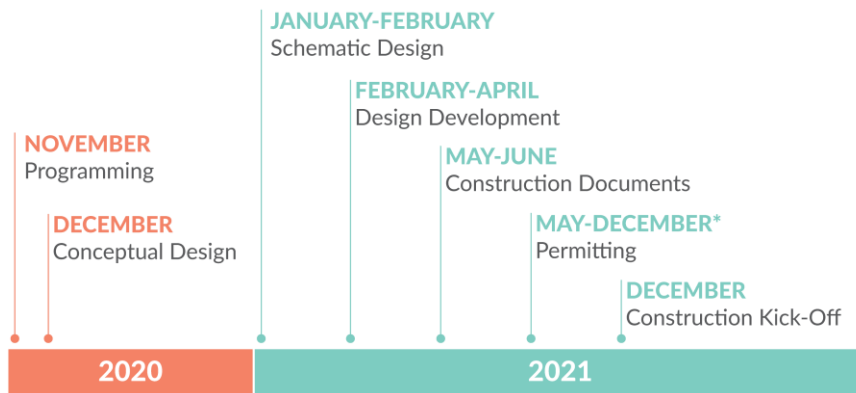 JANUARY-FEBRUARY
Schematic Design
FEBRUARY-APRIL
Design Development
NOVEMBER
Programming
MAY-JUNE
Construction Documents
DECEMBER
Conceptual Design
MAY-DECEMBER*
Permitting
DECEMBER
Construction Kick-Off
2020
2021